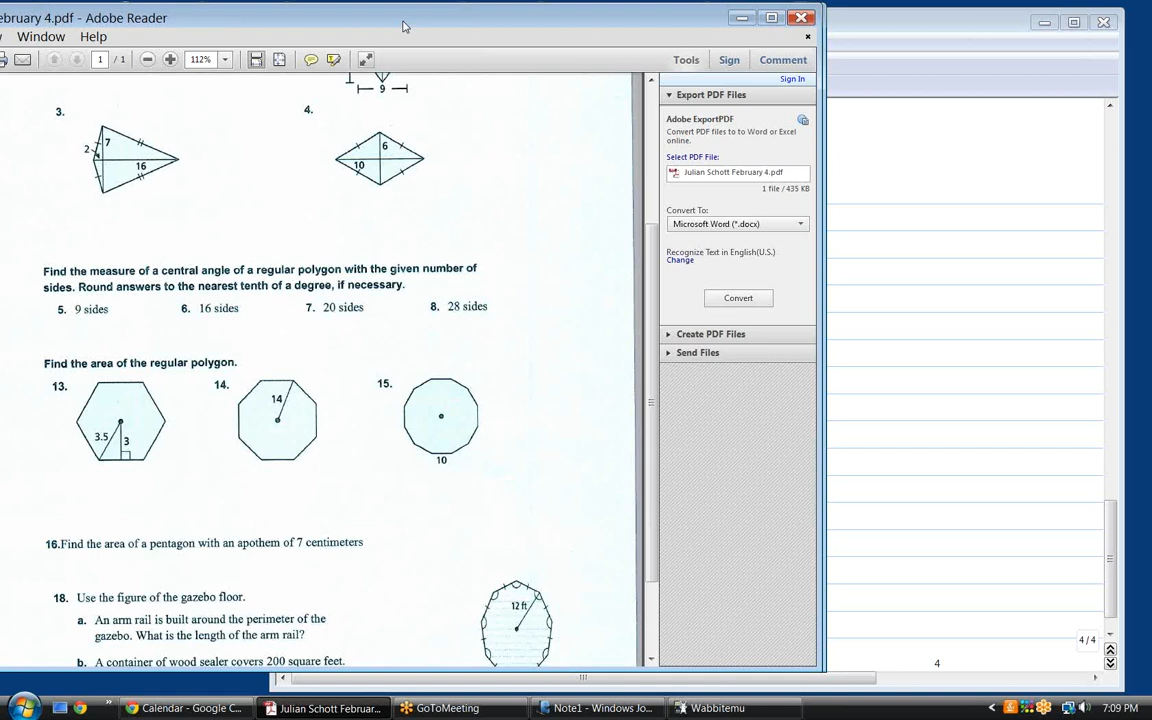 ebruary 4.pdf - Adobe Reader
Window Help
1 / 1 112% Tools Sign Comment
Sign In
Export PDF Files
Adobe ExportPDF
Convert PDF files to to Word or Excel
online.
Select PDF File:
Julian Schott February 4.pdf
1 file / 435 KB
Convert To:
Microsoft Word (*.docx)
Recognize Text in English(U.S.)
Change
Convert
Create PDF Files
Send Files
9
3. 4.
7
2
16
6
10
Find the measure of a central angle of a regular polygon with the given number of
sides. Round answers to the nearest tenth of a degree, if necessary.
5. 9 sides 6. 16 sides 7. 20 sides 8. 28 sides
Find the area of the regular polygon.
13. 14. 15.
3.5 3
14
10
16.Find the area of a pentagon with an apothem of 7 centimeters
18. Use the figure of the gazebo floor.
12 ft
a. An arm rail is built around the perimeter of the
gazebo. What is the length of the arm rail?
b. A container of wood sealer covers 200 square feet.
4 / 4
4
Calendar - Google C... Julian Schott Februar... GoToMeeting Note1 - Windows Jo... Wabbitemu 7:09 PM